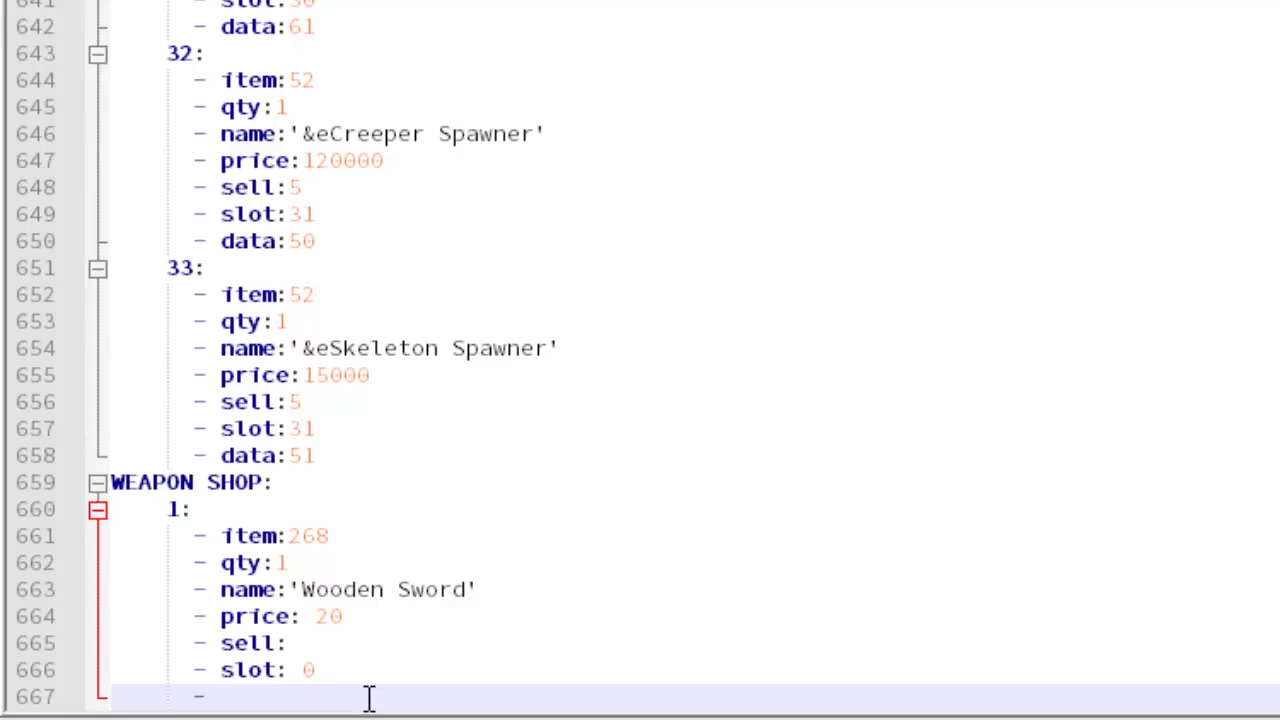 641 - slot:30
642 - data:61
643 32:
644 - item:52
645 - qty:1
646 - name:'&eCreeper Spawner'
647 - price:120000
648 - sell:5
649 - slot:31
650 - data:50
651 33:
652 - item:52
653 - qty:1
654 - name:'&eSkeleton Spawner'
655 - price:15000
656 - sell:5
657 - slot:31
658 - data:51
659 WEAPON SHOP:
660 1:
661 - item:268
662 - qty:1
663 - name:'Wooden Sword'
664 - price: 20
665 - sell:
666 - slot: 0
667 -